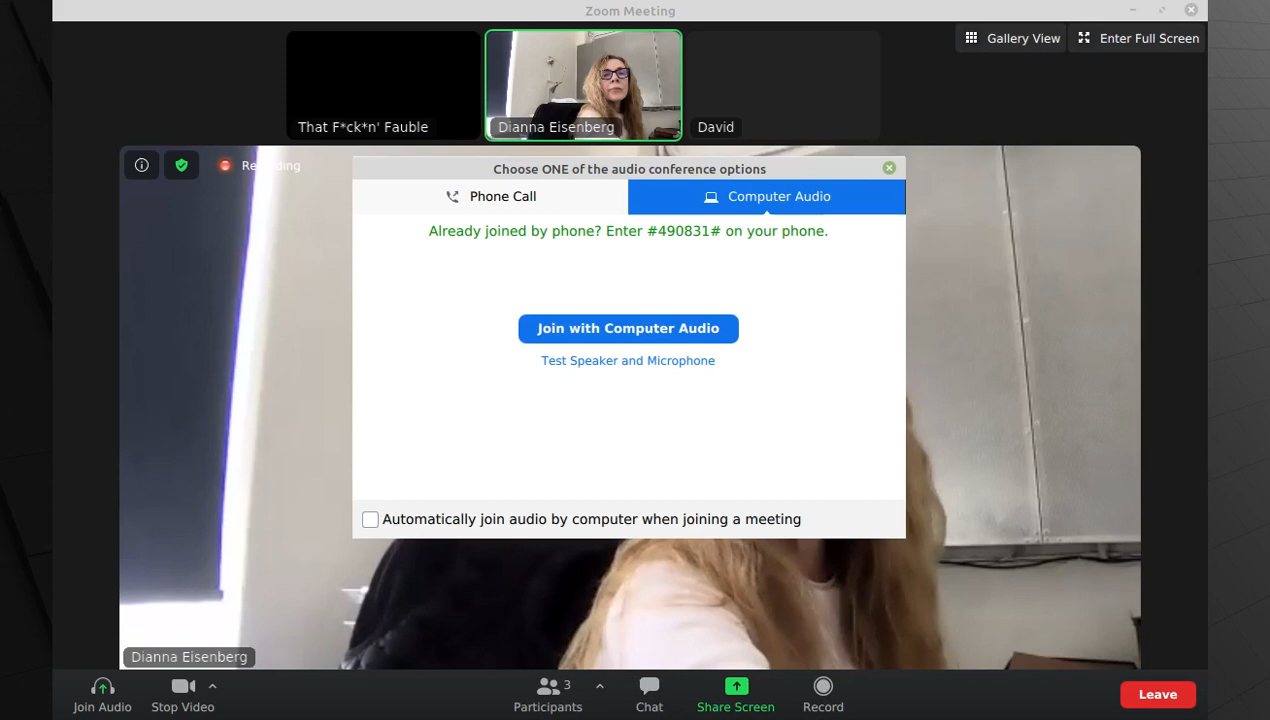 Zoom Meeting
Gallery View
Enter Full Screen
That F*ck*n' Fauble
Dianna Eisenberg
David
Recording
Choose ONE of the audio conference options
Phone Call
Computer Audio
Already joined by phone? Enter #490831# on your phone.
Join with Computer Audio
Test Speaker and Microphone
Automatically join audio by computer when joining a meeting
Dianna Eisenberg
Join Audio
Stop Video
Participants
3
Chat
Share Screen
Record
Leave